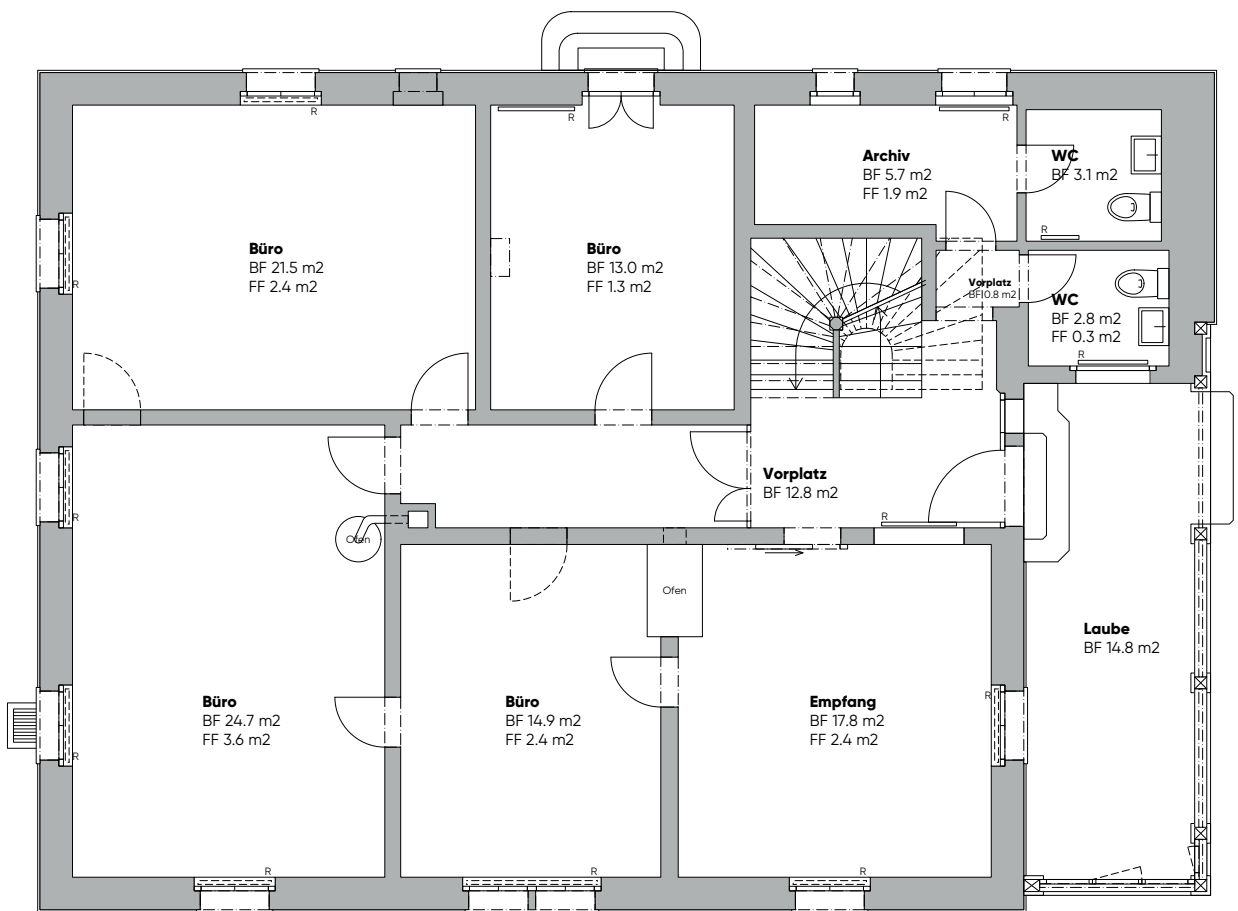 R
R
R
Archiv
BF 5.7 m2
FF 1.9 m2
WC
BF 3.1 m2
R
Büro
BF 21.5 m2
FF 2.4 m2
Büro
BF 13.0 m2
FF 1.3 m2
R
Vorplatz
BF 0.8 m2
WC
BF 2.8 m2
FF 0.3 m2
R
Vorplatz
BF 12.8 m2
R
R
Ofen
Ofen
Laube
BF 14.8 m2
Büro
BF 24.7 m2
FF 3.6 m2
Büro
BF 14.9 m2
FF 2.4 m2
Empfang
BF 17.8 m2
FF 2.4 m2
R
R
R
R
R